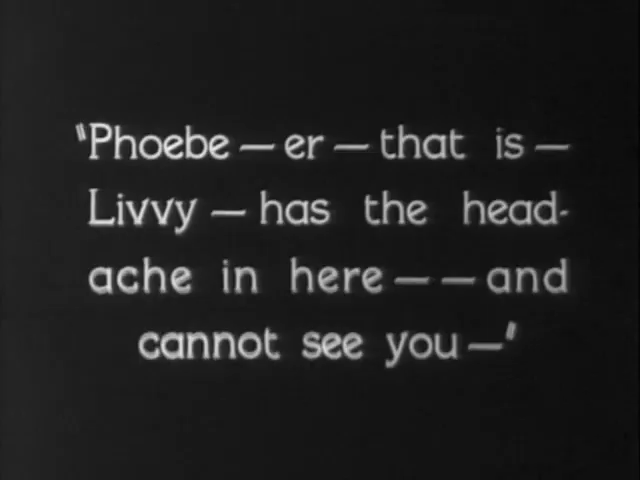 "Phoebe — er — that is —
Livvy — has the head-
ache in here — — and
cannot see you —"